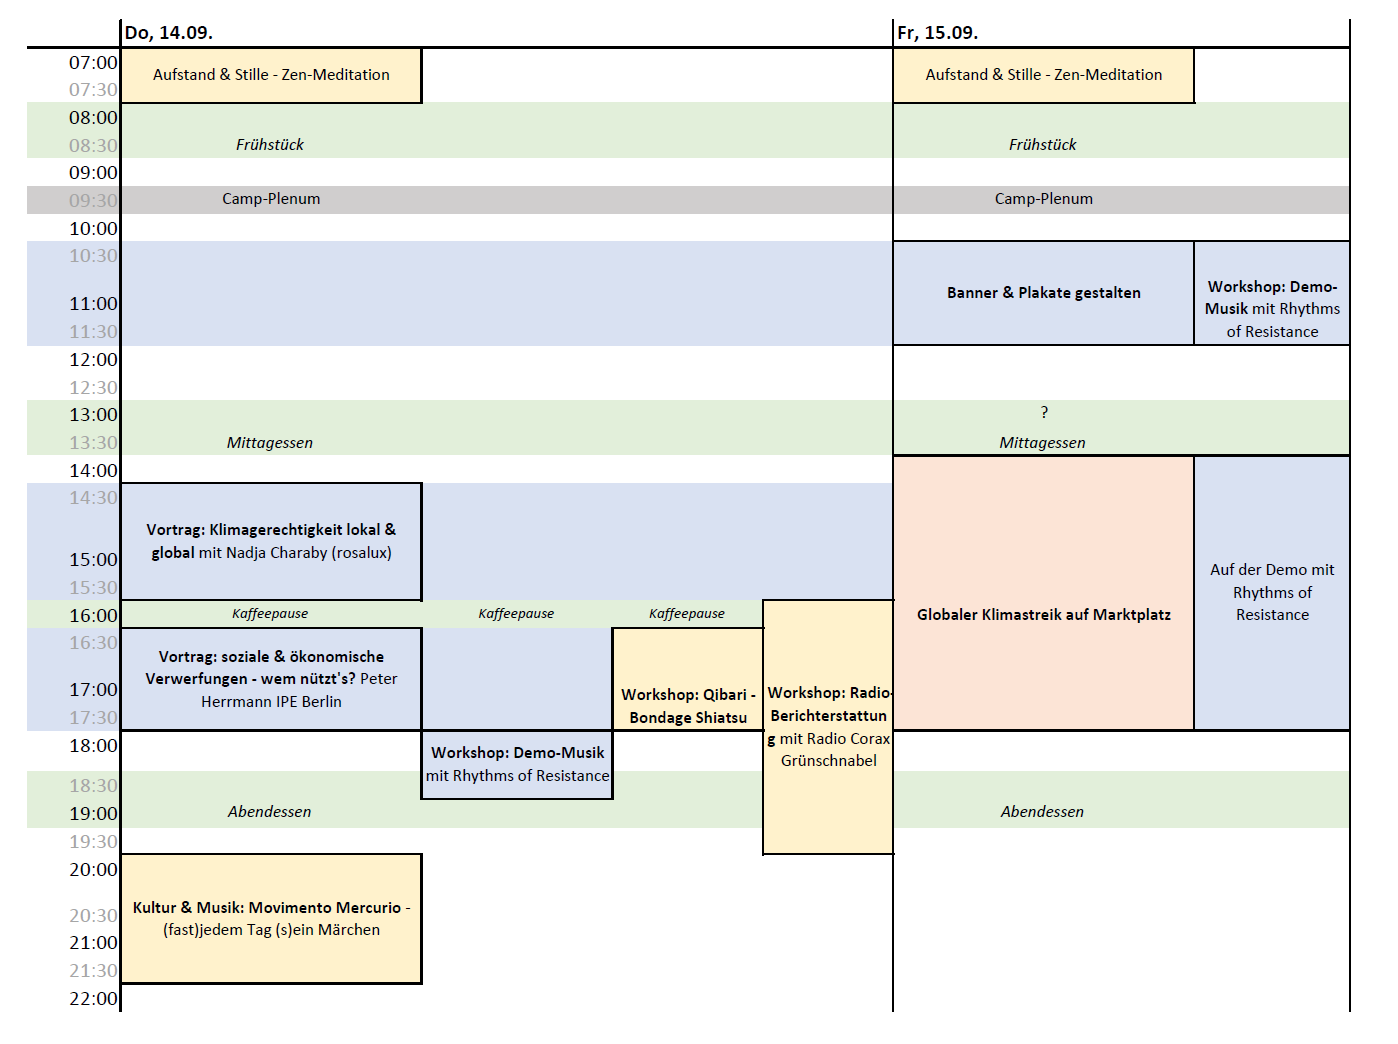 Do, 14.09.
Fr, 15.09.
07:00
Aufstand & Stille - Zen-Meditation
Aufstand & Stille - Zen-Meditation
07:30
08:00
08:30
Frühstück
Frühstück
09:00
09:30
Camp-Plenum
Camp-Plenum
10:00
10:30
11:00
11:30
Banner & Plakate gestalten
Workshop: Demo-
Musik mit Rhythms
of Resistance
12:00
12:30
13:00
?
13:30
Mittagessen
Mittagessen
14:00
14:30
Vortrag: Klimagerechtigkeit lokal &
global mit Nadja Charaby (rosalux)
15:00
15:30
Auf der Demo mit
Rhythms of
Resistance
Globaler Klimastreik auf Marktplatz
16:00
Kaffeepause
Kaffeepause
Kaffeepause
16:30
Vortrag: soziale & ökonomische
Verwerfungen - wem nützt's? Peter
Herrmann IPE Berlin
17:00
17:30
Workshop: Qibari -
Bondage Shiatsu
Workshop: Radio-
Berichterstattun
g mit Radio Corax
Grünschnabel
18:00
Workshop: Demo-Musik
mit Rhythms of Resistance
18:30
19:00
Abendessen
Abendessen
19:30
20:00
Kultur & Musik: Movimento Mercurio -
(fast)jedem Tag (s)ein Märchen
20:30
21:00
21:30
22:00